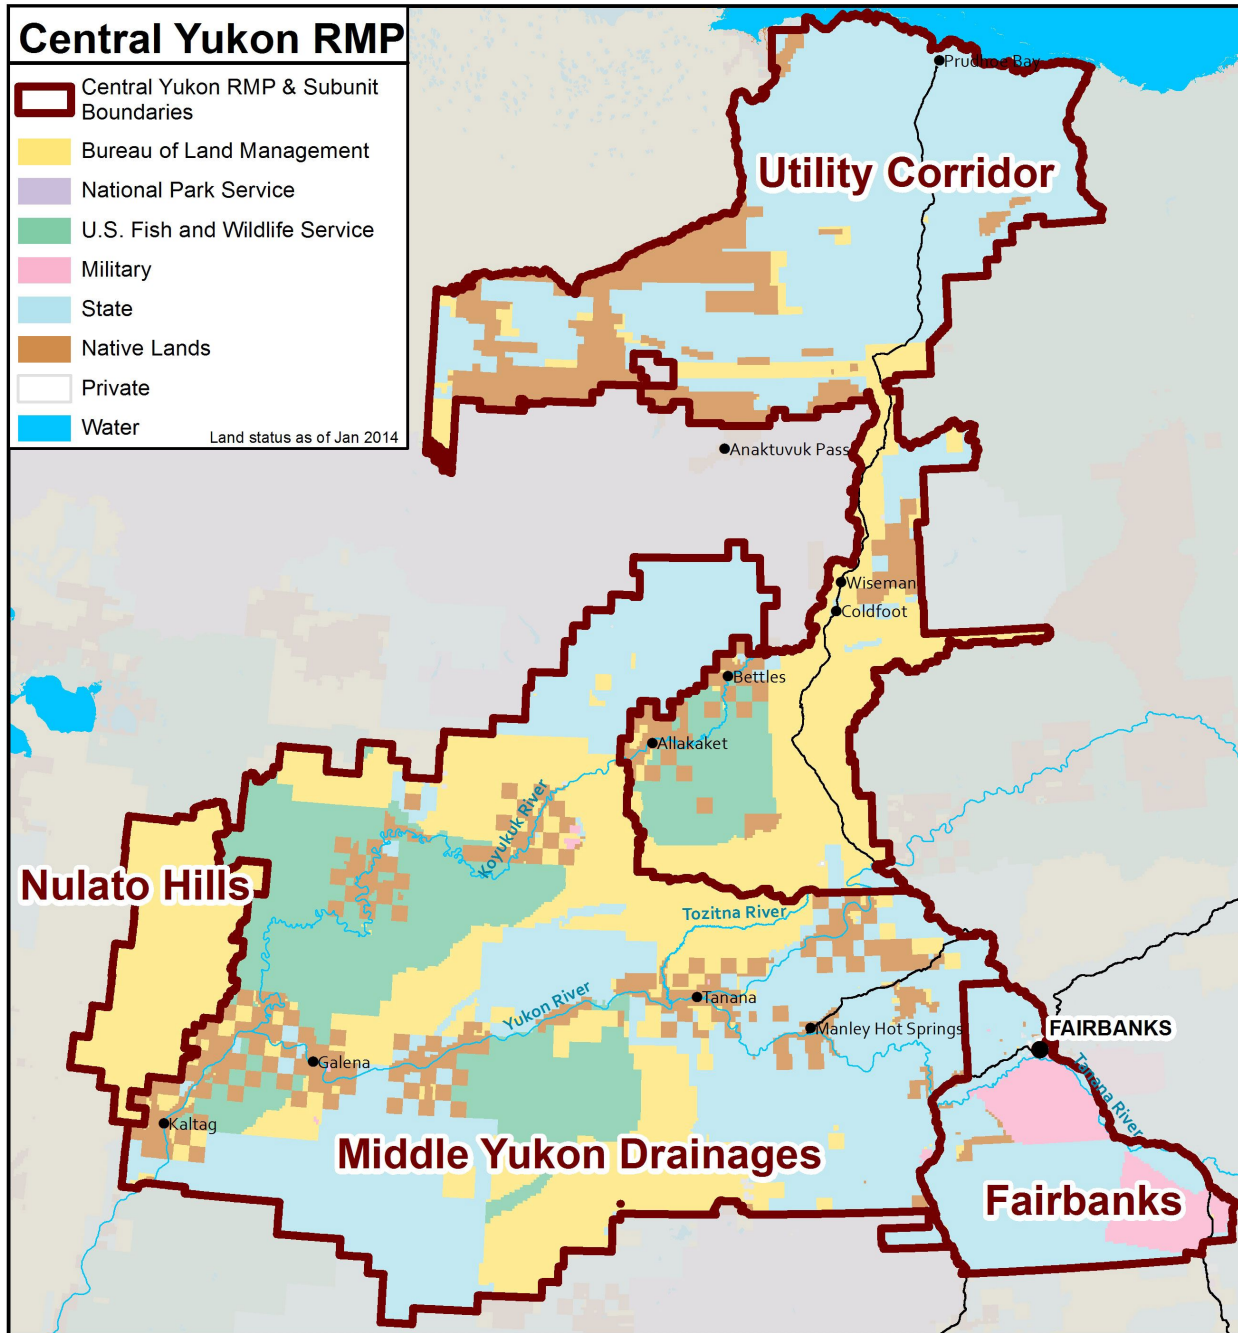 Central Yukon RMP
Central Yukon RMP & Subunit
Boundaries
Bureau of Land Management
National Park Service
U.S. Fish and Wildlife Service
Military
State
Native Lands
Private
Water
Land status as of Jan 2014
Prudhoe Bay
Utility Corridor
Anaktuvuk Pass
Wiseman
Coldfoot
Bettles
Allakaket
Koyukuk River
Nulato Hills
Tozitna River
Yukon River
Tanana
Manley Hot Springs
FAIRBANKS
Tanana River
Galena
Kaltag
Middle Yukon Drainages
Fairbanks